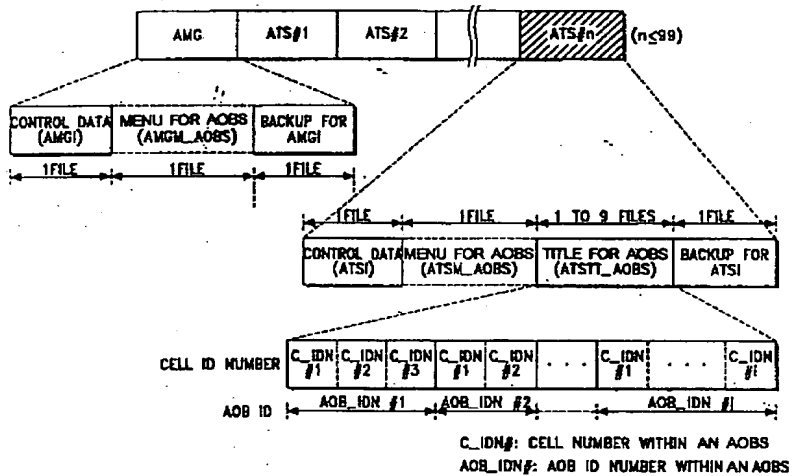 AMG ATS#1 ATS#2 ATS#n (n≤99)
CONTROL DATA (AMGI) MENU FOR AOBS (AMGM_AOBS) BACKUP FOR AMGI
1FILE 1FILE 1FILE
1FILE 1FILE 1 TO 9 FILES 1FILE
CONTROL DATA (ATSI) MENU FOR AOBS (ATSM_AOBS) TITLE FOR AOBS (ATSTT_AOBS) BACKUP FOR ATSI
CELL ID NUMBER C_IDN #1 C_IDN #2 C_IDN #3 C_IDN #1 C_IDN #2 ... C_IDN #1 ... C_IDN #i
AOB ID AOB_IDN #1 AOB_IDN #2 AOB_IDN #i
C_IDN#: CELL NUMBER WITHIN AN AOBS
AOB_IDN#: AOB ID NUMBER WITHIN AN AOBS